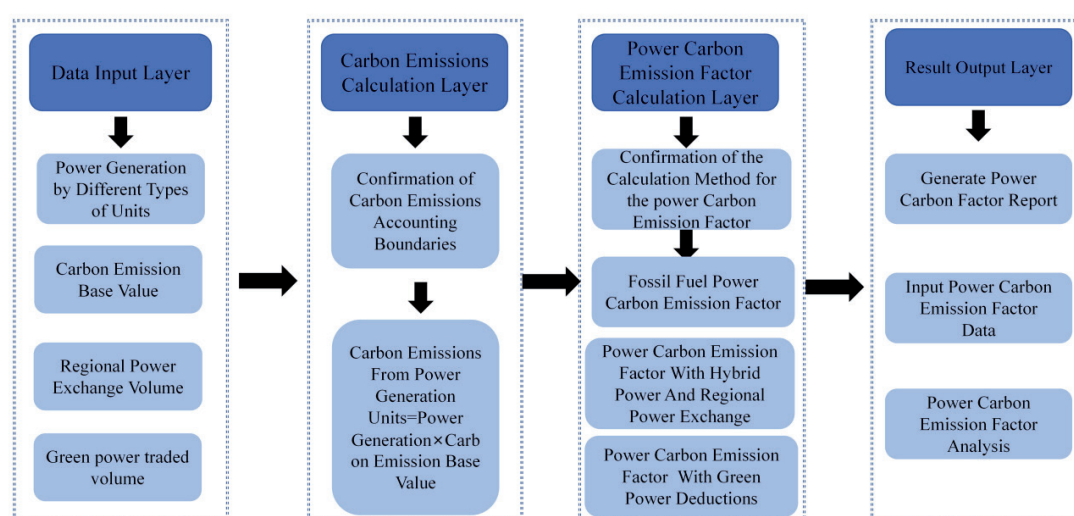 Data Input Layer
Power Generation
by Different Types
of Units
Carbon Emission
Base Value
Regional Power
Exchange Volume
Green power traded
volume
Carbon Emissions
Calculation Layer
Confirmation of
Carbon Emissions
Accounting
Boundaries
Carbon Emissions
From Power
Generation
Units=Power
Generation×Carb
on Emission Base
Value
Power Carbon
Emission Factor
Calculation Layer
Confirmation of the
Calculation Method for
the power Carbon
Emission Factor
Fossil Fuel Power
Carbon Emission Factor
Power Carbon Emission
Factor With Hybrid
Power And Regional
Power Exchange
Power Carbon Emission
Factor With Green
Power Deductions
Result Output Layer
Generate Power
Carbon Factor Report
Input Power Carbon
Emission Factor
Data
Power Carbon
Emission Factor
Analysis